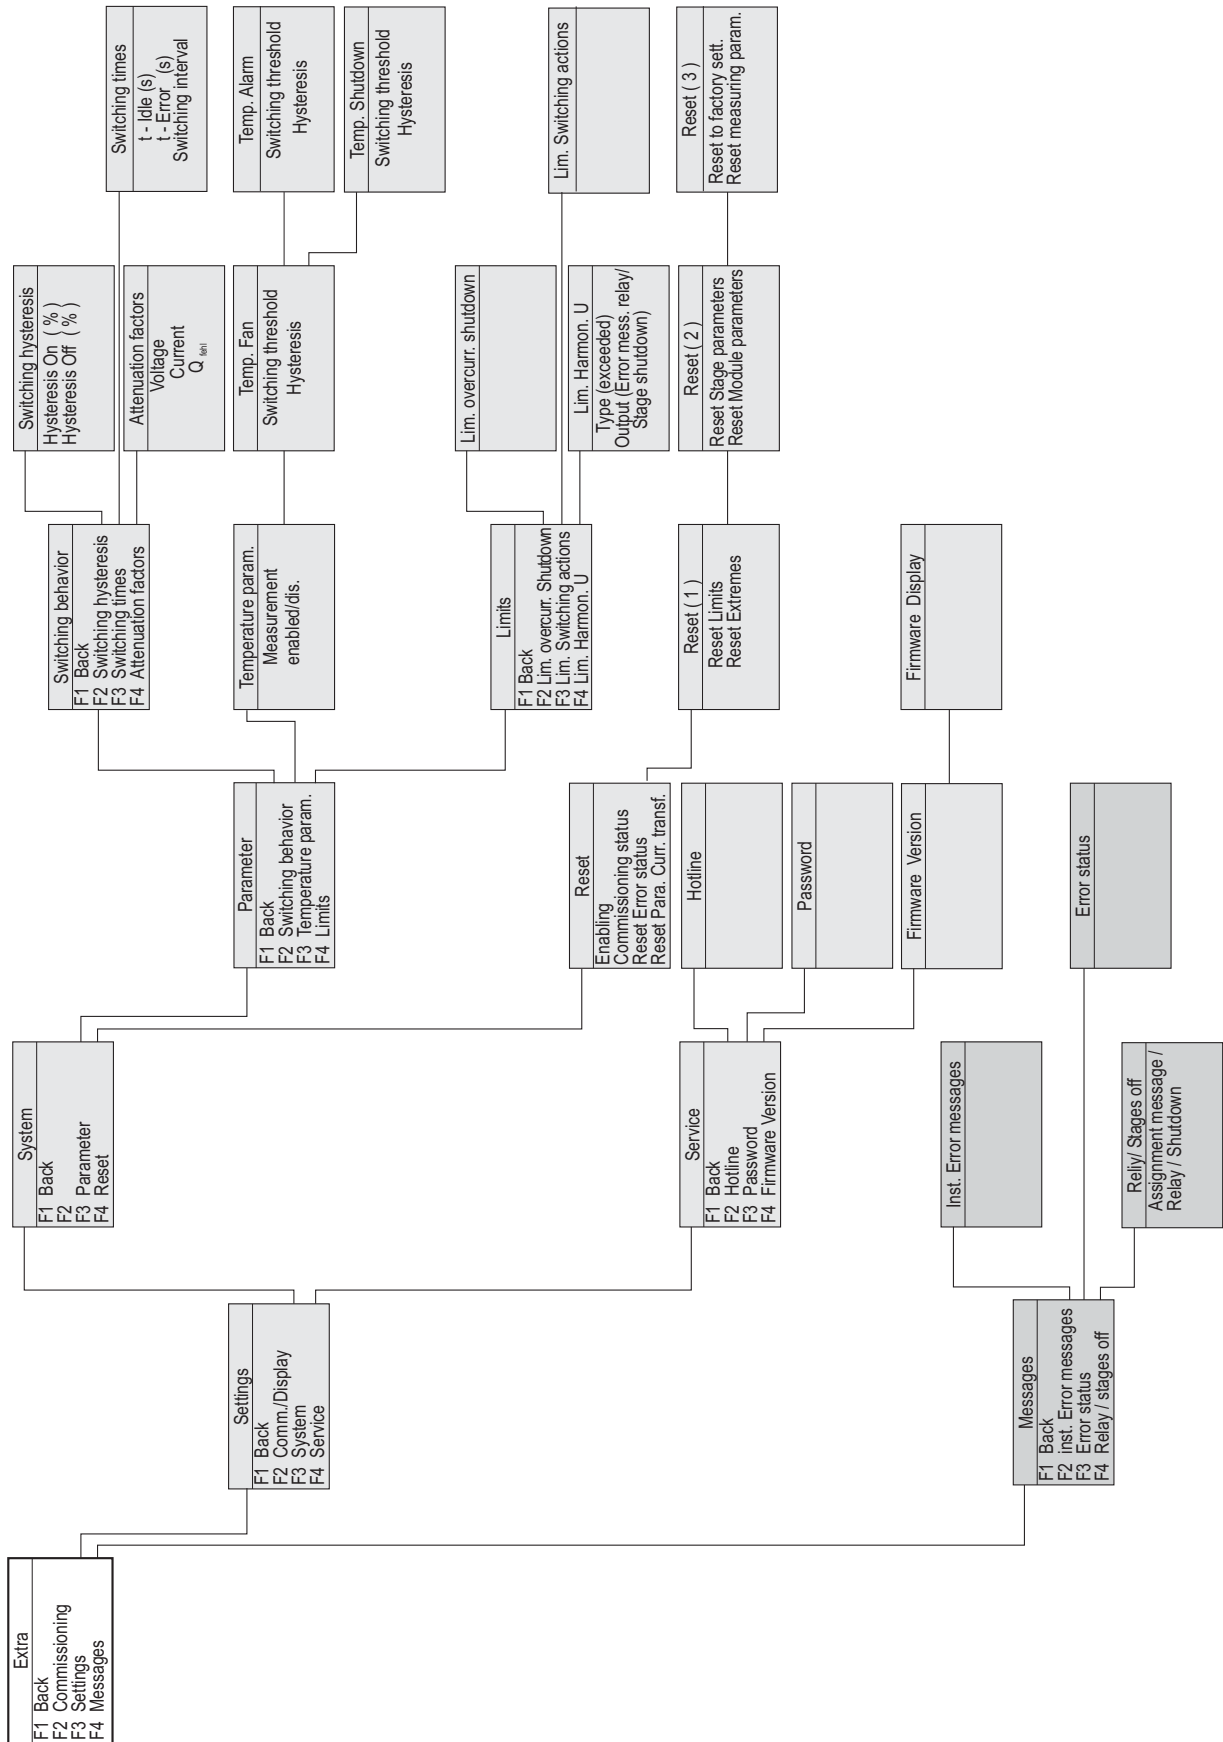 Extra
F1 Back
F2 Commissioning
F3 Settings
F4 Messages
Settings
F1 Back
F2 Comm./Display
F3 System
F4 Service
Messages
F1 Back
F2 inst. Error messages
F3 Error status
F4 Relay / stages off
System
F1 Back
F2
F3 Parameter
F4 Reset
Service
F1 Back
F2 Hotline
F3 Password
F4 Firmware Version
Inst. Error messages
Reliy/ Stages off
Assignment message /
Relay / Shutdown
Parameter
F1 Back
F2 Switching behavior
F3 Temperature param.
F4 Limits
Reset
Enabling
Commissioning status
Reset Error status
Reset Para. Curr. transf.
Hotline
Password
Firmware Version
Error status
Switching behavior
F1 Back
F2 Switching hysteresis
F3 Switching times
F4 Attenuation factors
Temperature param.
Measurement
enabled/dis.
Limits
F1 Back
F2 Lim. overcurr. Shutdown
F3 Lim. Switching actions
F4 Lim. Harmon. U
Reset ( 1 )
Reset Limits
Reset Extremes
Firmware Display
Switching hysteresis
Hysteresis On ( % )
Hysteresis Off ( % )
Attenuation factors
Voltage
Current
Q fehl
Temp. Fan
Switching threshold
Hysteresis
Lim. overcurr. shutdown
Lim. Harmon. U
Type (exceeded)
Output (Error mess. relay/
Stage shutdown)
Reset ( 2 )
Reset Stage parameters
Reset Module parameters
Switching times
t - Idle (s)
t - Error (s)
Switching interval
Temp. Alarm
Switching threshold
Hysteresis
Temp. Shutdown
Switching threshold
Hysteresis
Lim. Switching actions
Reset ( 3 )
Reset to factory sett.
Reset measuring param.